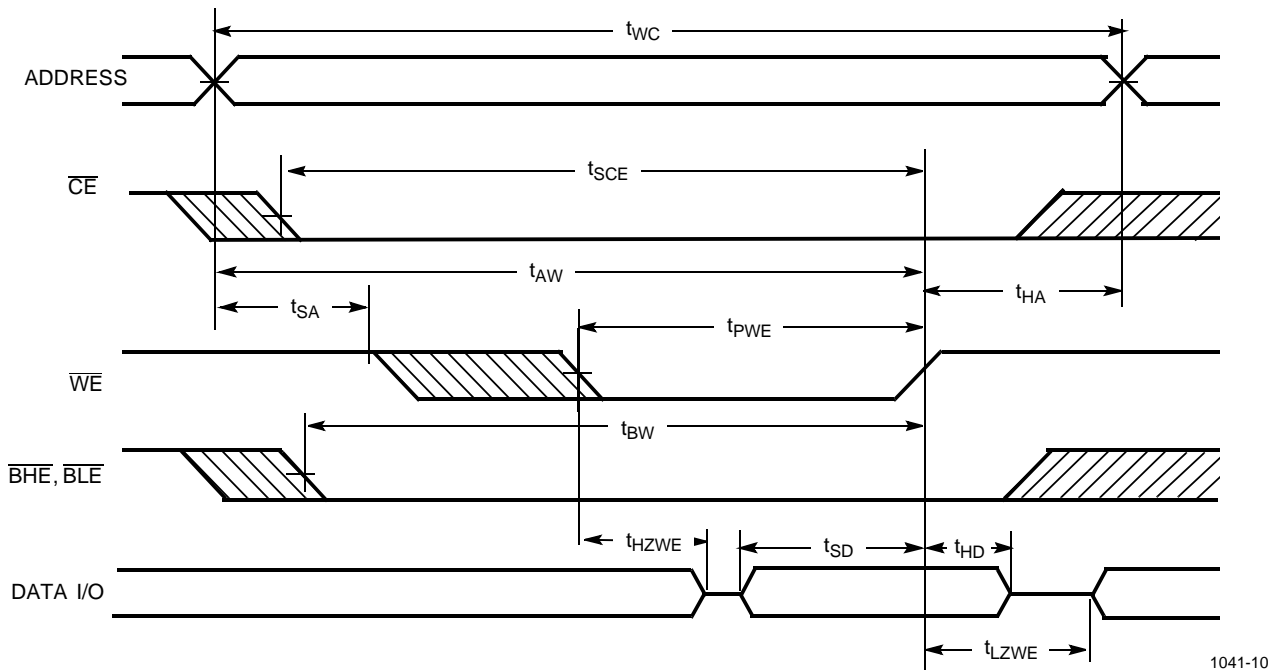 tWC
ADDRESS
tSCE
CE
tAW
tSA
tHA
tPWE
WE
tBW
BHE, BLE
tHZWE
tSD
tHD
DATA I/O
tLZWE
1041-10